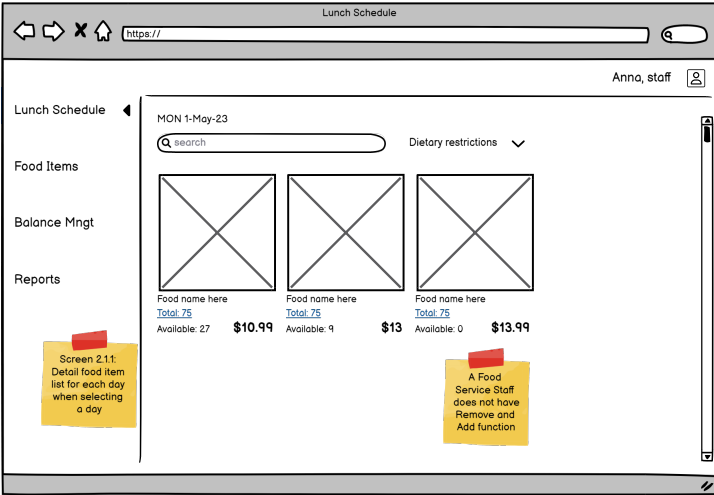 Lunch Schedule
https://
Anna, staff
Lunch Schedule
Food Items
Balance Mngt
Reports
MON 1-May-23
search
Dietary restrictions
Food name here
Total: 75
Available: 27 $10.99
Food name here
Total: 75
Available: 9 $13
Food name here
Total: 75
Available: 0 $13.99
Screen 2.1.1:
Detail food item
list for each day
when selecting
a day
A Food
Service Staff
does not have
Remove and
Add function